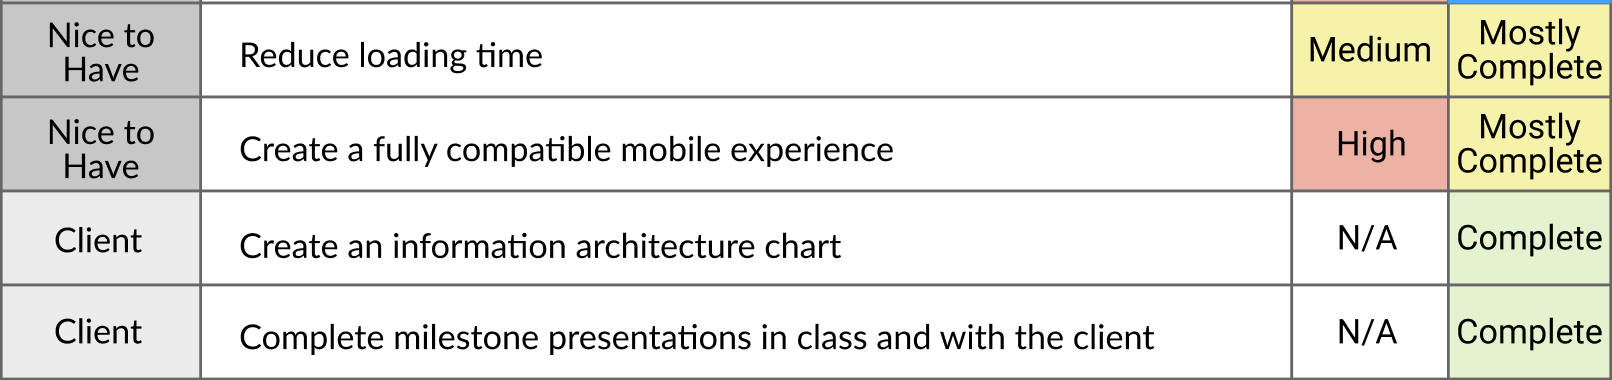 Nice to
Have
Reduce loading time
Medium
Mostly
Complete
Nice to
Have
Create a fully compatible mobile experience
High
Mostly
Complete
Client
Create an information architecture chart
N/A
Complete
Client
Complete milestone presentations in class and with the client
N/A
Complete